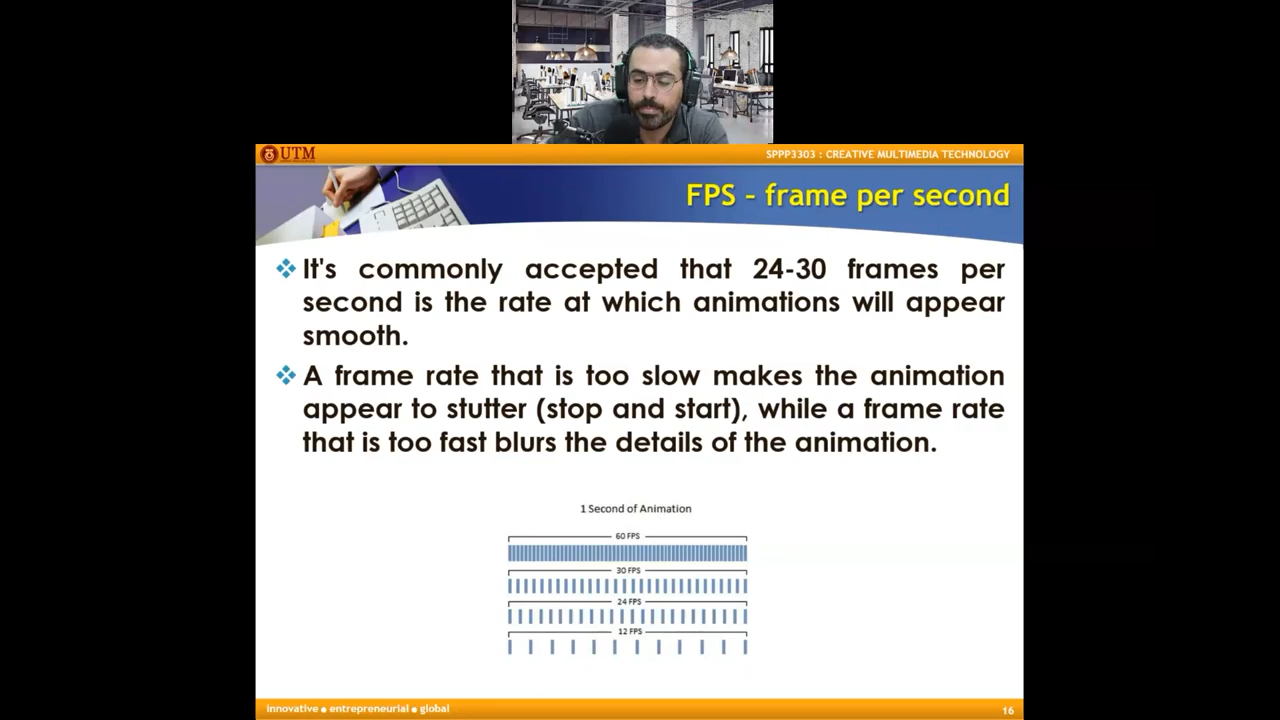 UTM
SPPP3303 : CREATIVE MULTIMEDIA TECHNOLOGY
FPS – frame per second
It's commonly accepted that 24-30 frames per
second is the rate at which animations will appear
smooth.
A frame rate that is too slow makes the animation
appear to stutter (stop and start), while a frame rate
that is too fast blurs the details of the animation.
1 Second of Animation
60 FPS
30 FPS
24 FPS
12 FPS
innovative ● entrepreneurial ● global
16